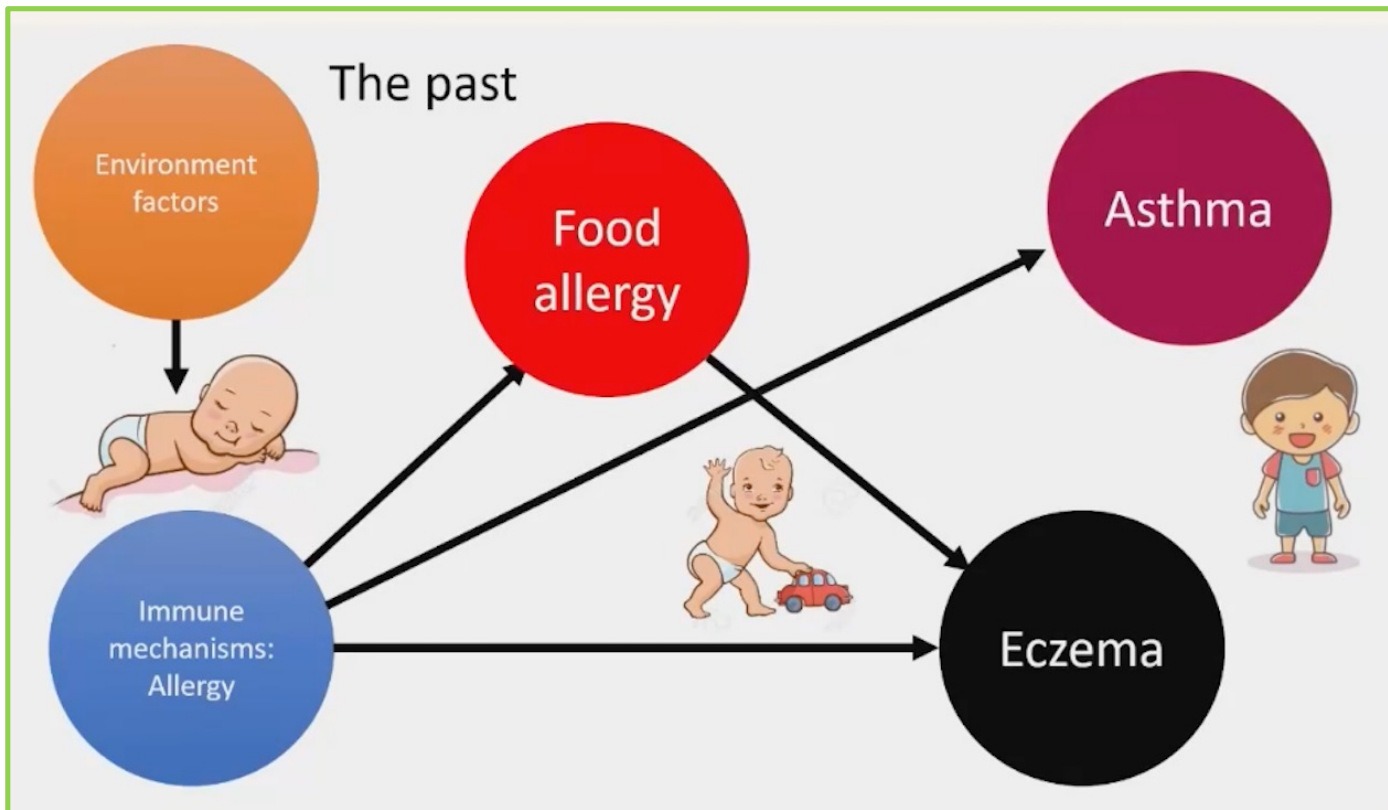 The past
Environment
factors
Food
allergy
Asthma
Immune
mechanisms:
Allergy
Eczema